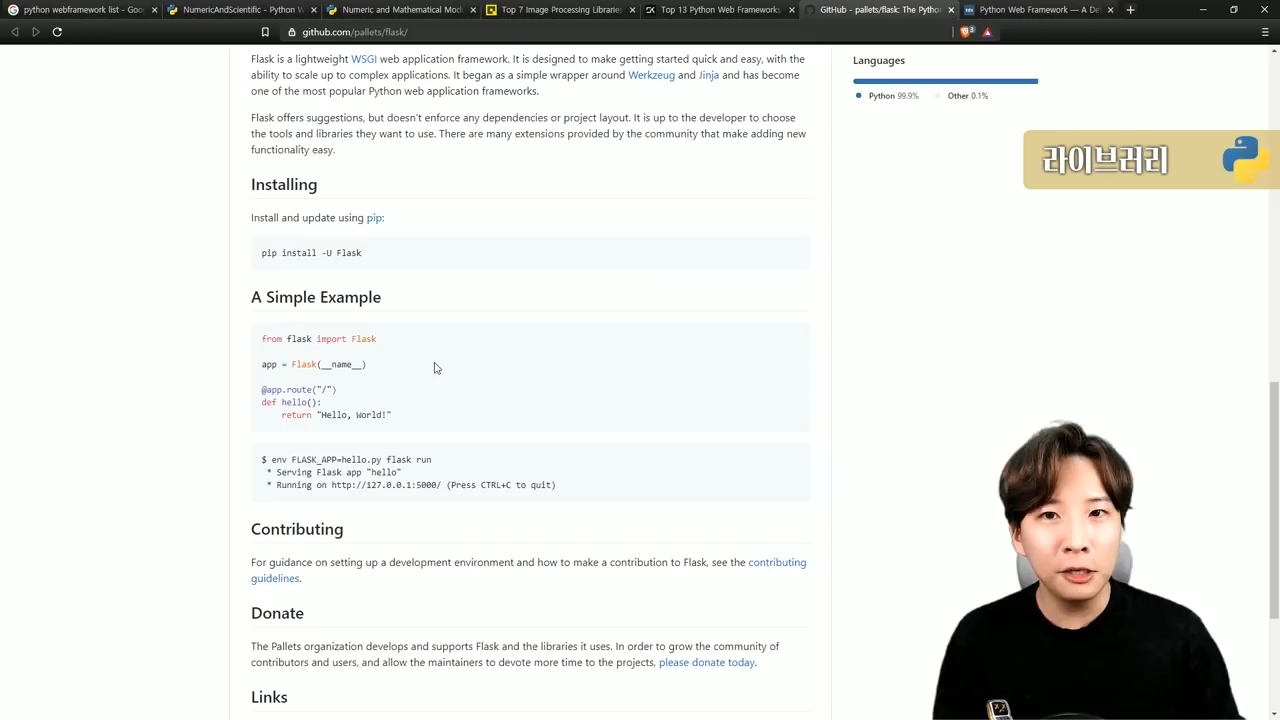 python webframework list - Goo
NumericAndScientific - Python W
Numeric and Mathematical Mod
Top 7 Image Processing Libraries
Top 13 Python Web Frameworks
GitHub - pallets/flask: The Pytho
Python Web Framework — A De
github.com/pallets/flask/
Flask is a lightweight WSGI web application framework. It is designed to make getting started quick and easy, with the
ability to scale up to complex applications. It began as a simple wrapper around Werkzeug and Jinja and has become
one of the most popular Python web application frameworks.
Flask offers suggestions, but doesn't enforce any dependencies or project layout. It is up to the developer to choose
the tools and libraries they want to use. There are many extensions provided by the community that make adding new
functionality easy.
Installing
Install and update using pip:
pip install -U Flask
A Simple Example
from flask import Flask
app = Flask(__name__)
@app.route("/")
def hello():
    return "Hello, World!"
$ env FLASK_APP=hello.py flask run
 * Serving Flask app "hello"
 * Running on http://127.0.0.1:5000/ (Press CTRL+C to quit)
Contributing
For guidance on setting up a development environment and how to make a contribution to Flask, see the contributing
guidelines.
Donate
The Pallets organization develops and supports Flask and the libraries it uses. In order to grow the community of
contributors and users, and allow the maintainers to devote more time to the projects, please donate today.
Links
Languages
Python 99.9% Other 0.1%
라이브러리